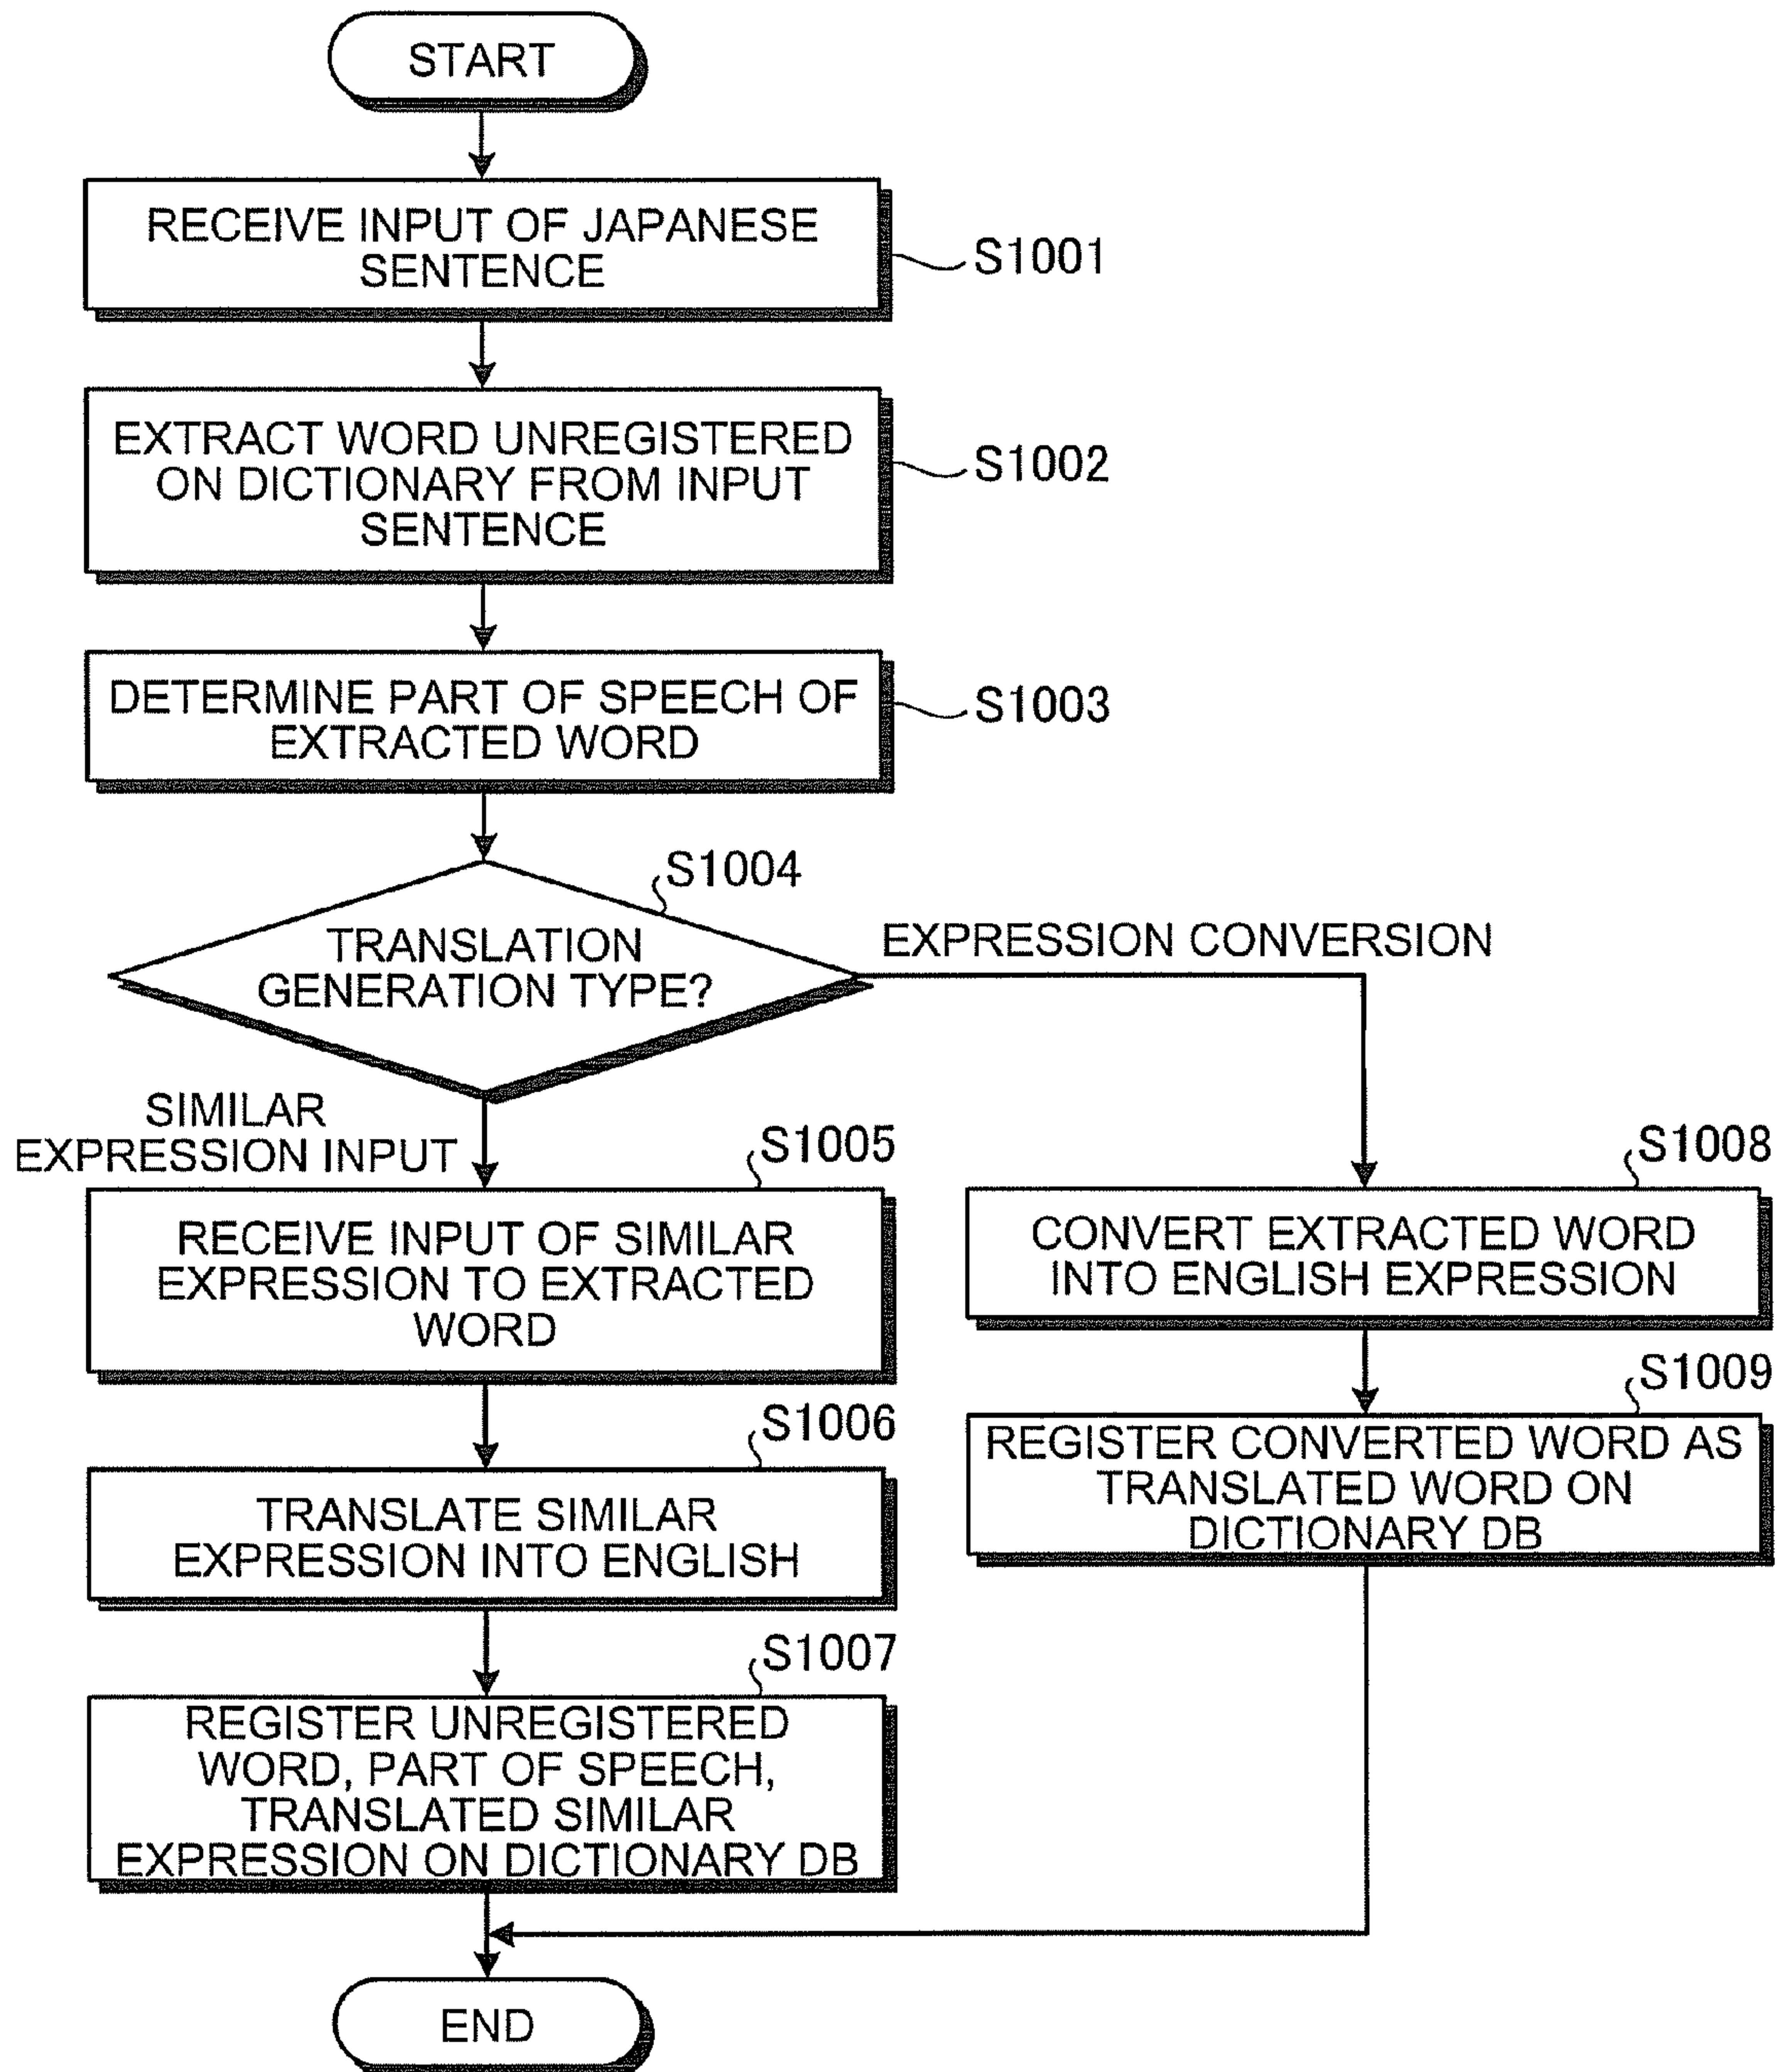 START
RECEIVE INPUT OF JAPANESE
SENTENCE
S1001
EXTRACT WORD UNREGISTERED
ON DICTIONARY FROM INPUT
SENTENCE
S1002
DETERMINE PART OF SPEECH OF
EXTRACTED WORD
S1003
S1004
TRANSLATION
GENERATION TYPE?
EXPRESSION CONVERSION
SIMILAR
EXPRESSION INPUT
S1005
RECEIVE INPUT OF SIMILAR
EXPRESSION TO EXTRACTED
WORD
S1006
TRANSLATE SIMILAR
EXPRESSION INTO ENGLISH
S1007
REGISTER UNREGISTERED
WORD, PART OF SPEECH,
TRANSLATED SIMILAR
EXPRESSION ON DICTIONARY DB
S1008
CONVERT EXTRACTED WORD
INTO ENGLISH EXPRESSION
S1009
REGISTER CONVERTED WORD AS
TRANSLATED WORD ON
DICTIONARY DB
END